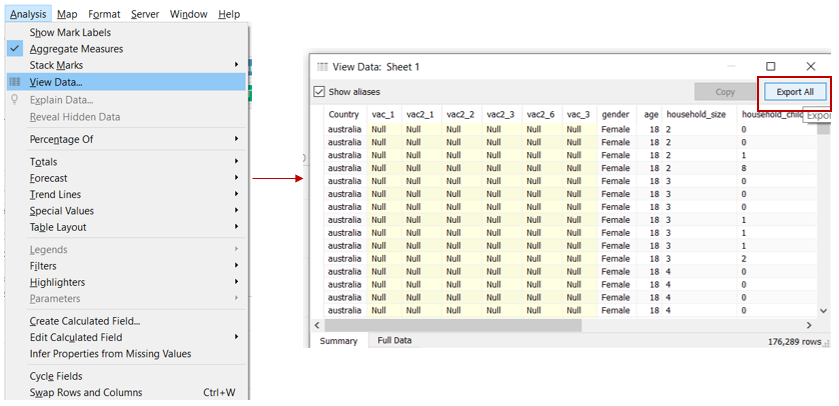 Analysis Map Format Server Window Help
Show Mark Labels
Aggregate Measures
Stack Marks
View Data...
Explain Data...
Reveal Hidden Data
Percentage Of
Totals
Forecast
Trend Lines
Special Values
Table Layout
Legends
Filters
Highlighters
Parameters
Create Calculated Field...
Edit Calculated Field
Infer Properties from Missing Values
Cycle Fields
Swap Rows and Columns Ctrl+W
View Data: Sheet 1
Show aliases Copy Export All
Expor
Country vac_1 vac2_1 vac2_2 vac2_3 vac2_6 vac_3 gender age household_size household_child
australia Null Null Null Null Null Null Female 18 2 0
australia Null Null Null Null Null Null Female 18 2 0
australia Null Null Null Null Null Null Female 18 2 1
australia Null Null Null Null Null Null Female 18 2 8
australia Null Null Null Null Null Null Female 18 3 0
australia Null Null Null Null Null Null Female 18 3 0
australia Null Null Null Null Null Null Female 18 3 0
australia Null Null Null Null Null Null Female 18 3 1
australia Null Null Null Null Null Null Female 18 3 1
australia Null Null Null Null Null Null Female 18 3 1
australia Null Null Null Null Null Null Female 18 3 2
australia Null Null Null Null Null Null Female 18 4 0
australia Null Null Null Null Null Null Female 18 4 0
australia Null Null Null Null Null Null Female 18 4 0
australia Null Null Null Null Null Null Female 18 4 0
Summary Full Data 176,289 rows